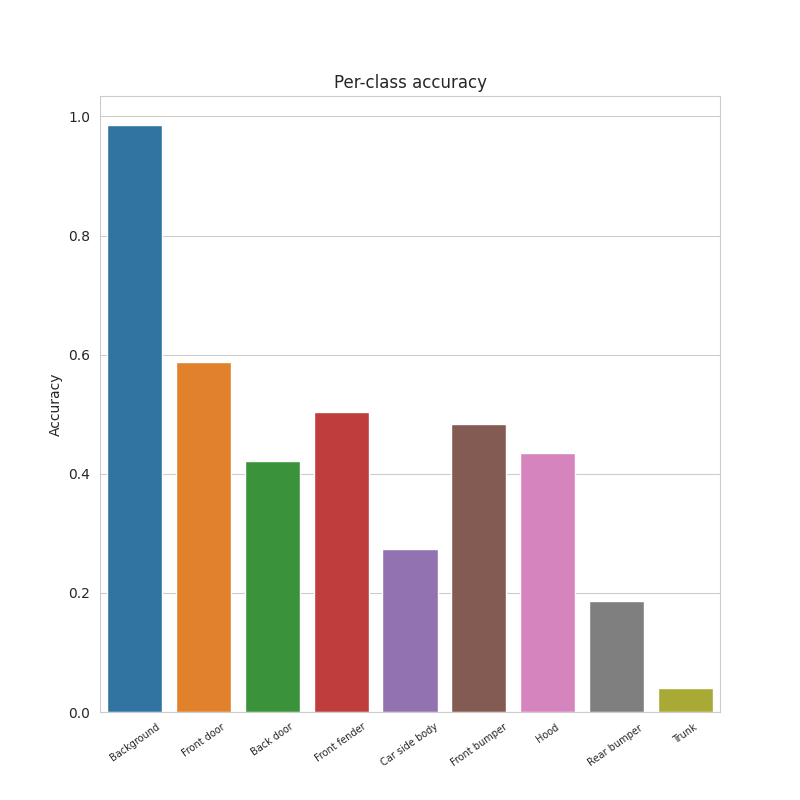 Per-class accuracy
1.0
0.8
0.6
0.4
0.2
0.0
Accuracy
Background
Front door
Back door
Front fender
Car side body
Front bumper
Hood
Rear bumper
Trunk